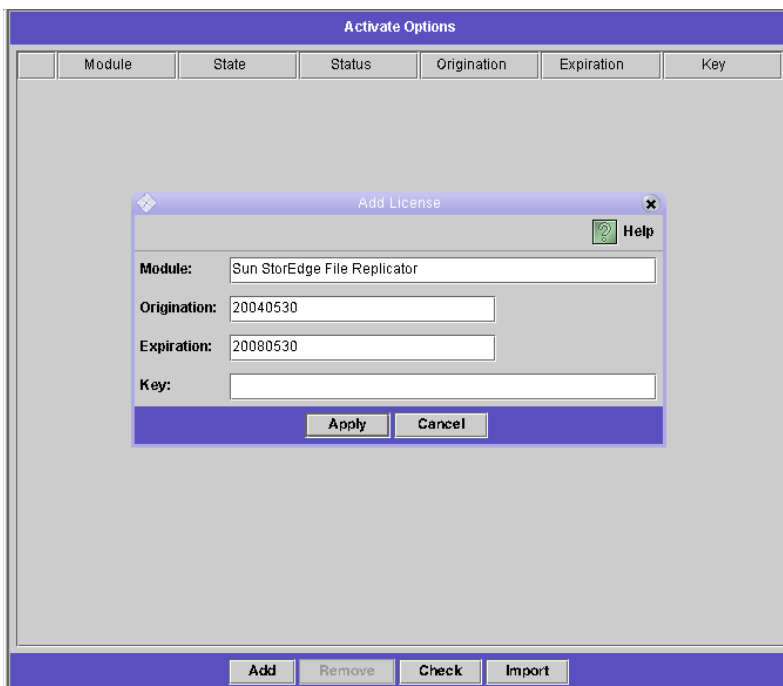 Activate Options
Module State Status Origination Expiration Key
Add License
Help
Module: Sun StorEdge File Replicator
Origination: 20040530
Expiration: 20080530
Key:
Apply Cancel
Add Remove Check Import